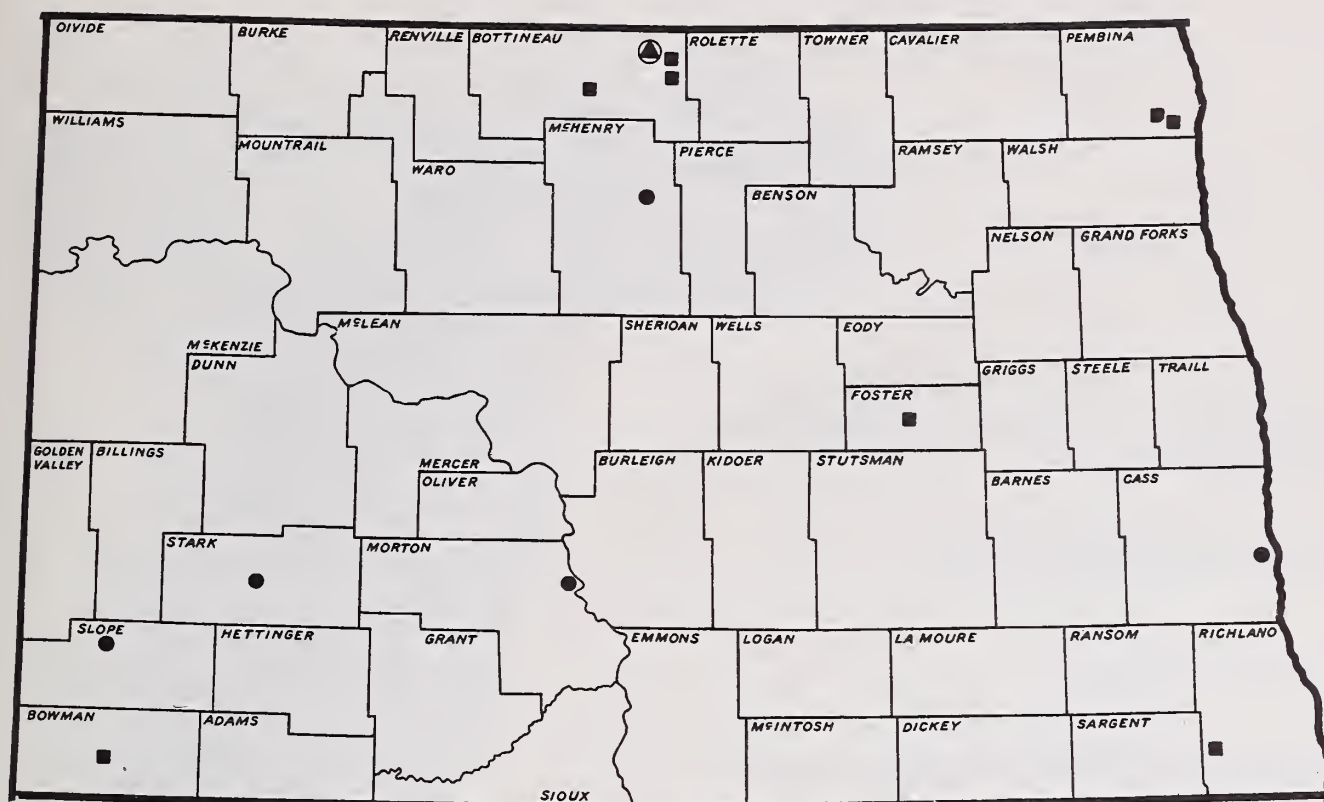 OIVIDE
BURKE
RENVILLE
BOTTINEAU
ROLETTE
TOWNER
CAVALIER
PEMBINA
WILLIAMS
MOUNTRAIL
WARO
McHENRY
PIERCE
BENSON
RAMSEY
WALSH
NELSON
GRAND FORKS
McKENZIE
DUNN
McLEAN
SHERIOAN
WELLS
EODY
FOSTER
GRIGGS
STEELE
TRAILL
GOLDEN
VALLEY
BILLINGS
MERCER
OLIVER
BURLEIGH
KIDOER
STUTSMAN
BARNES
CASS
STARK
MORTON
SLOPE
HETTINGER
GRANT
EMMONS
LOGAN
LA MOURE
RANSOM
RICHLANO
BOWMAN
ADAMS
SIOUX
McINTOSH
DICKEY
SARGENT